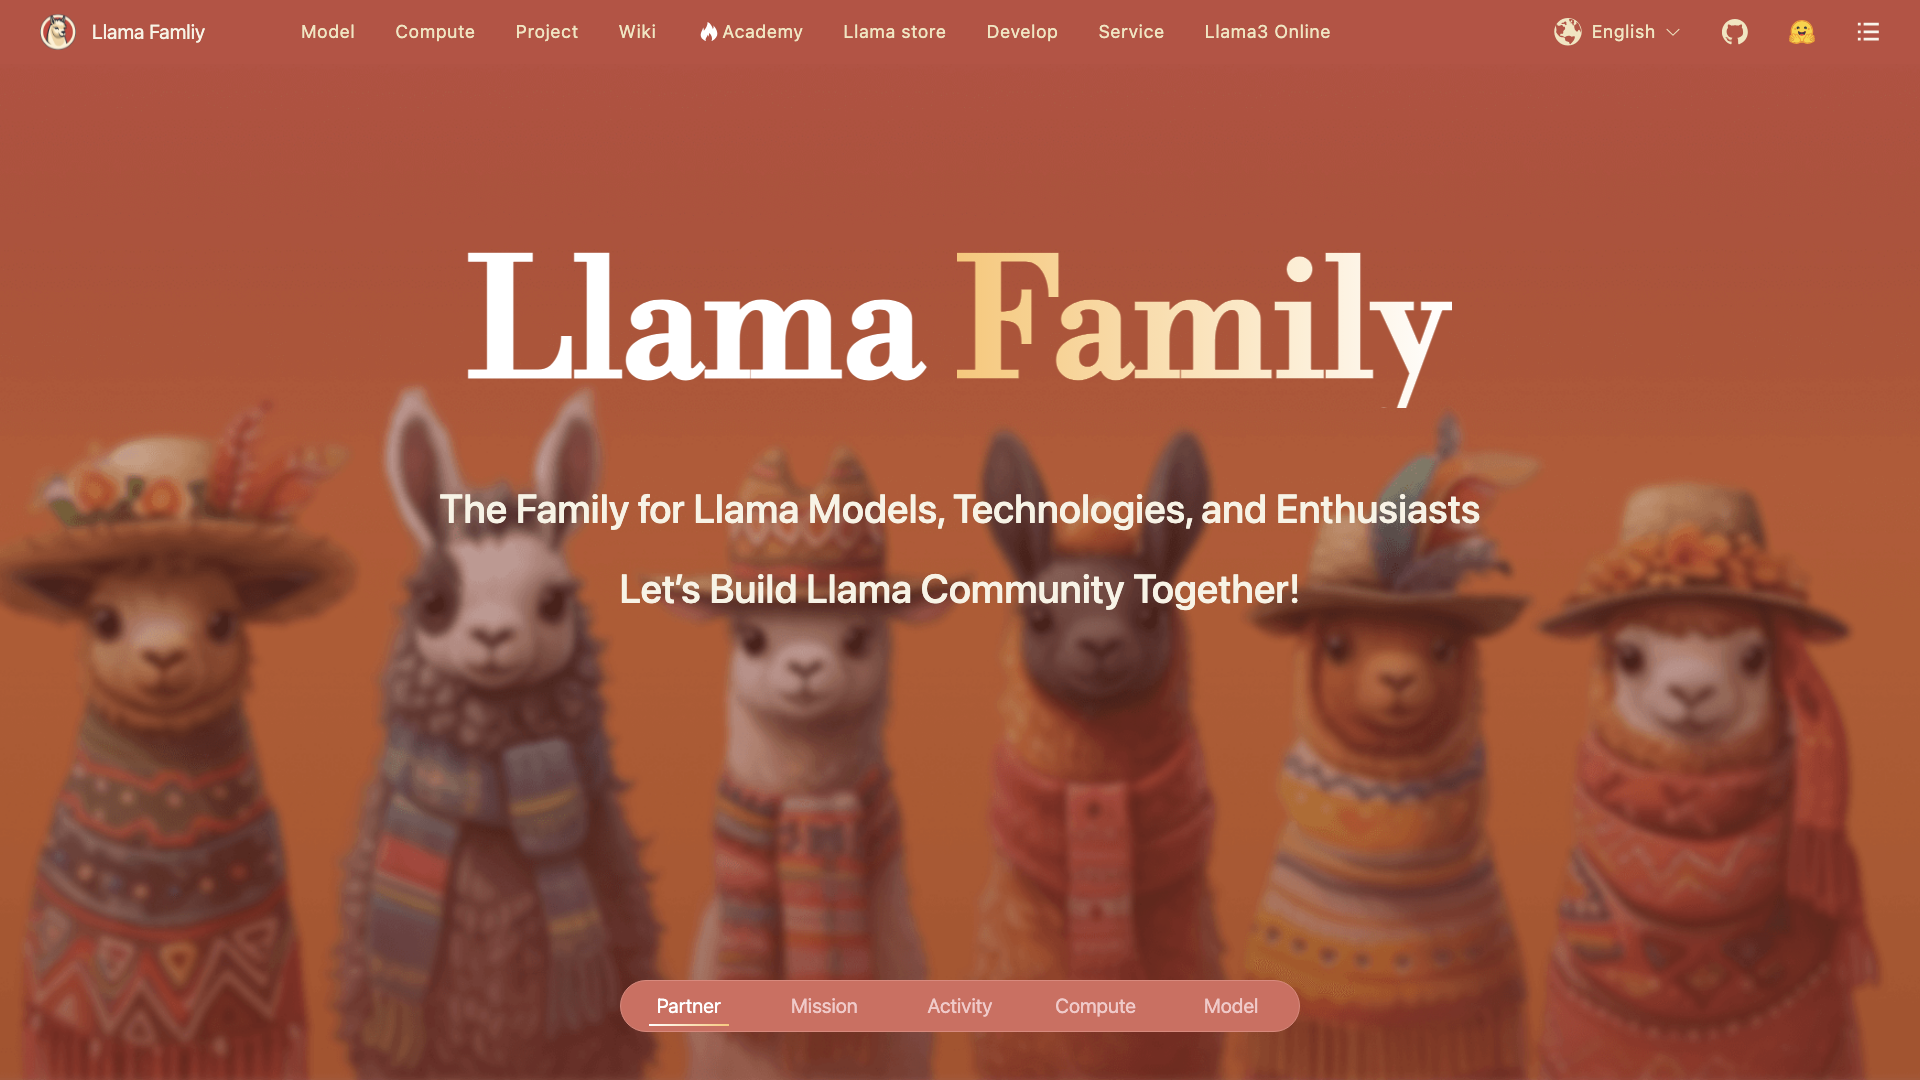 Llama Famliy
Model
Compute
Project
Wiki
Academy
Llama store
Develop
Service
Llama3 Online
English
Llama Family
The Family for Llama Models, Technologies, and Enthusiasts
Let’s Build Llama Community Together!
Partner
Mission
Activity
Compute
Model